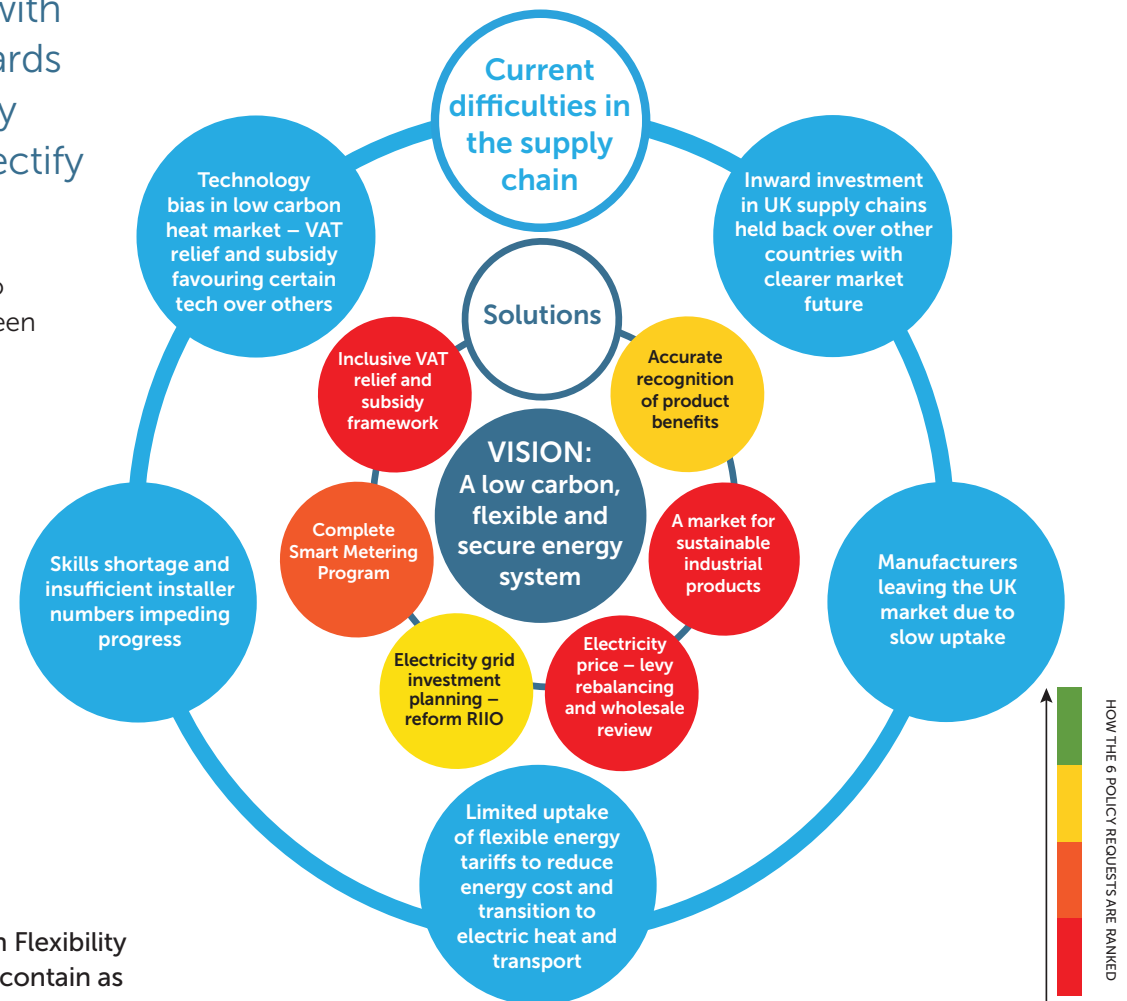 with
ards
y
ectify
o
een
Current
difficulties in
the supply
chain
Technology
bias in low carbon
heat market – VAT
relief and subsidy
favouring certain
tech over others
Inward investment
in UK supply chains
held back over other
countries with
clearer market
future
Solutions
Inclusive VAT
relief and
subsidy
framework
Accurate
recognition
of product
benefits
VISION:
A low carbon,
flexible and
secure energy
system
Complete
Smart Metering
Program
A market for
sustainable
industrial
products
Skills shortage and
insufficient installer
numbers impeding
progress
Manufacturers
leaving the UK
market due to
slow uptake
Electricity grid
investment
planning –
reform RIIO
Electricity
price – levy
rebalancing
and wholesale
review
Limited uptake
of flexible energy
tariffs to reduce
energy cost and
transition to
electric heat and
transport
HOW THE 6 POLICY REQUESTS ARE RANKED
n Flexibility
contain as